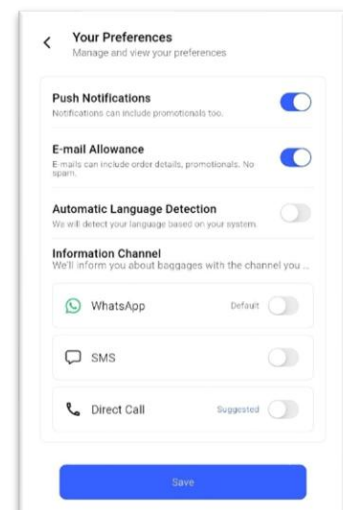 Your Preferences
Manage and view your preferences
Push Notifications
Notifications can include promotionals too.
E-mail Allowance
E-mails can include order details, promotionals. No
spam.
Automatic Language Detection
We will detect your language based on your system.
Information Channel
We'll inform you about baggages with the channel you ...
WhatsApp Default
SMS
Direct Call Suggested
Save